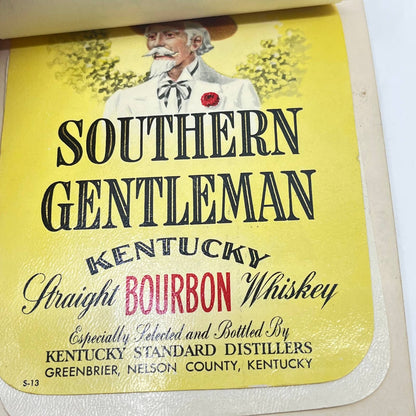 SOUTHERN
GENTLEMAN
KENTUCKY
Straight BOURBON Whiskey
Especially Selected and Bottled By
KENTUCKY STANDARD DISTILLERS
GREENBRIER, NELSON COUNTY, KENTUCKY
S-13